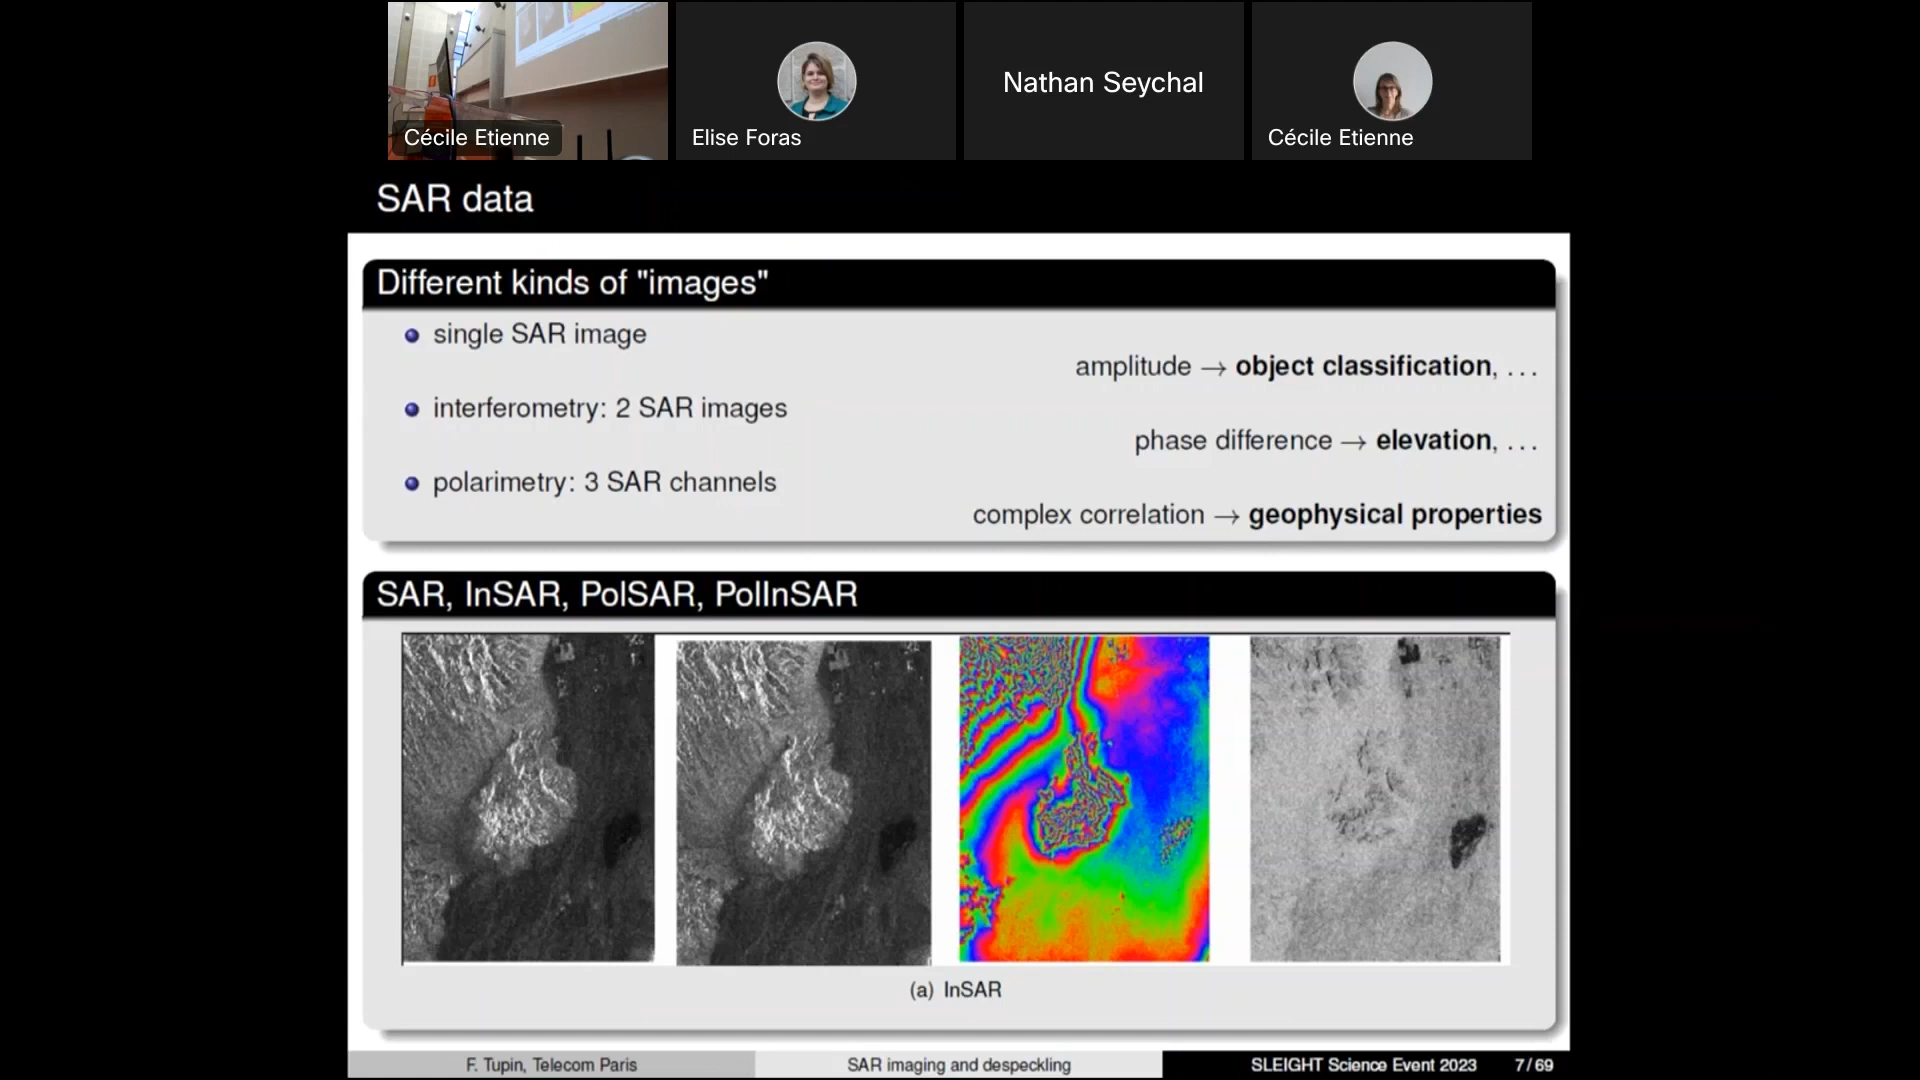 Cécile Etienne
Elise Foras
Nathan Seychal
Cécile Etienne
SAR data
Different kinds of "images"
single SAR image
amplitude → object classification, ...
interferometry: 2 SAR images
phase difference → elevation, ...
polarimetry: 3 SAR channels
complex correlation → geophysical properties
SAR, InSAR, PolSAR, PolInSAR
(a) InSAR
F. Tupin, Telecom Paris
SAR imaging and despeckling
SLEIGHT Science Event 2023
7/69